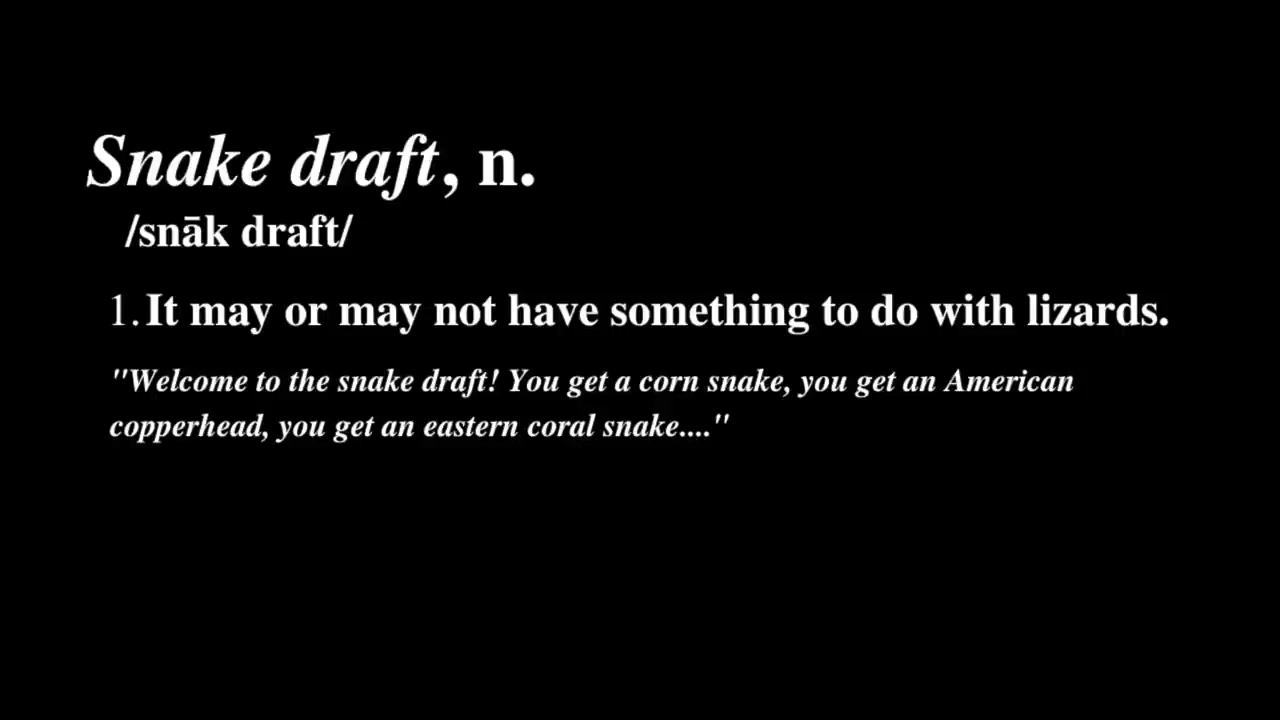 Snake draft, n.
/snāk draft/
1. It may or may not have something to do with lizards.
"Welcome to the snake draft! You get a corn snake, you get an American
copperhead, you get an eastern coral snake...."